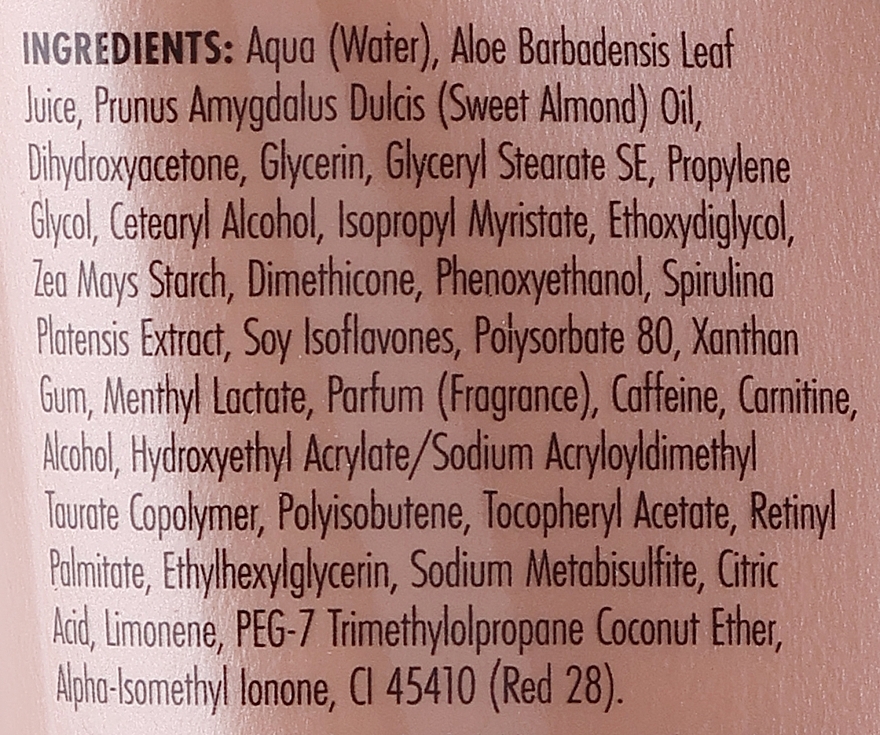 INGREDIENTS: Aqua (Water), Aloe Barbadensis Leaf
Juice, Prunus Amygdalus Dulcis (Sweet Almond) Oil,
Dihydroxyacetone, Glycerin, Glyceryl Stearate SE, Propylene
Glycol, Cetearyl Alcohol, Isopropyl Myristate, Ethoxydiglycol,
Zea Mays Starch, Dimethicone, Phenoxyethanol, Spirulina
Platensis Extract, Soy Isoflavones, Polysorbate 80, Xanthan
Gum, Menthyl Lactate, Parfum (Fragrance), Caffeine, Carnitine,
Alcohol, Hydroxyethyl Acrylate/Sodium Acryloyldimethyl
Taurate Copolymer, Polyisobutene, Tocopheryl Acetate, Retinyl
Palmitate, Ethylhexylglycerin, Sodium Metabisulfite, Citric
Acid, Limonene, PEG-7 Trimethylolpropane Coconut Ether,
Alpha-Isomethyl Ionone, CI 45410 (Red 28).